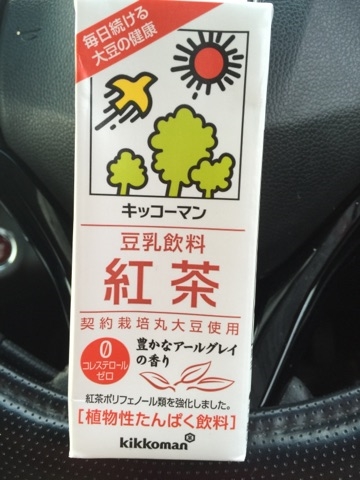 毎日続ける
大豆の健康
キッコーマン
豆乳飲料
紅茶
契約栽培丸大豆使用
0
コレステロール
ゼロ
豊かなアールグレイ
の香り
紅茶ポリフェノール類を強化しました。
[植物性たんぱく飲料]
kikkoman